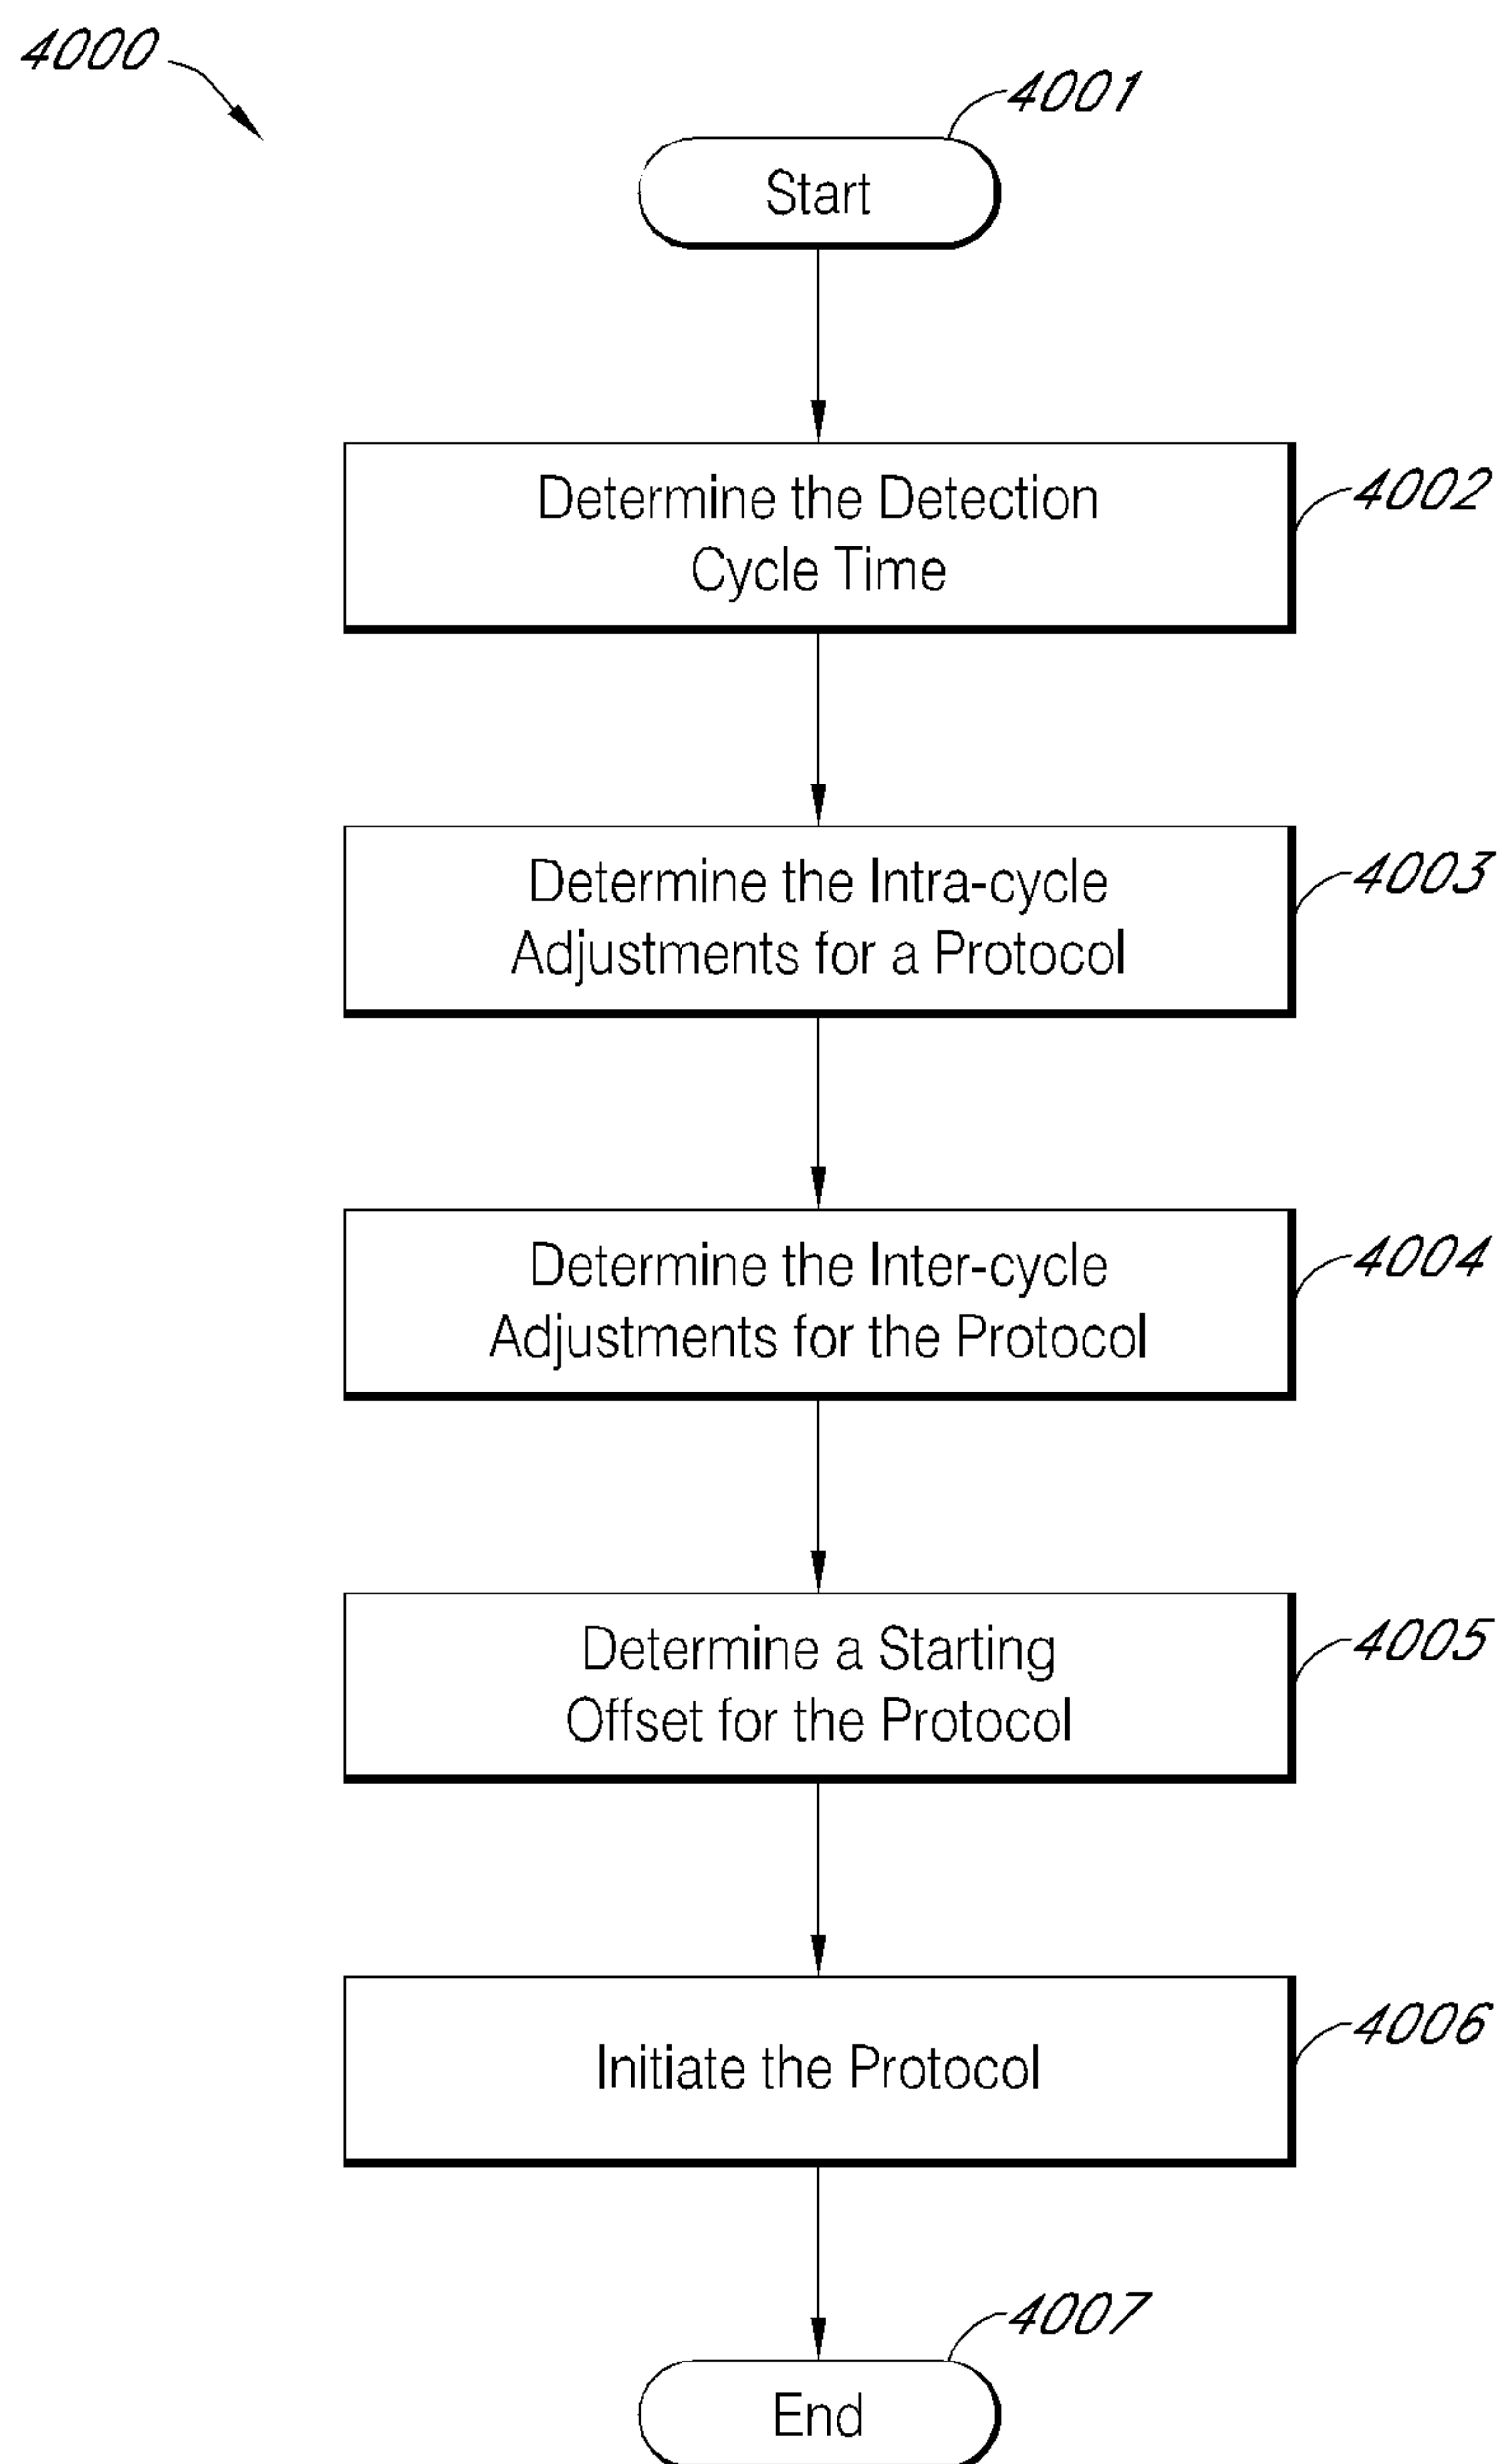 4000
4001
Start
Determine the Detection
Cycle Time
4002
Determine the Intra-cycle
Adjustments for a Protocol
4003
Determine the Inter-cycle
Adjustments for the Protocol
4004
Determine a Starting
Offset for the Protocol
4005
Initiate the Protocol
4006
4007
End